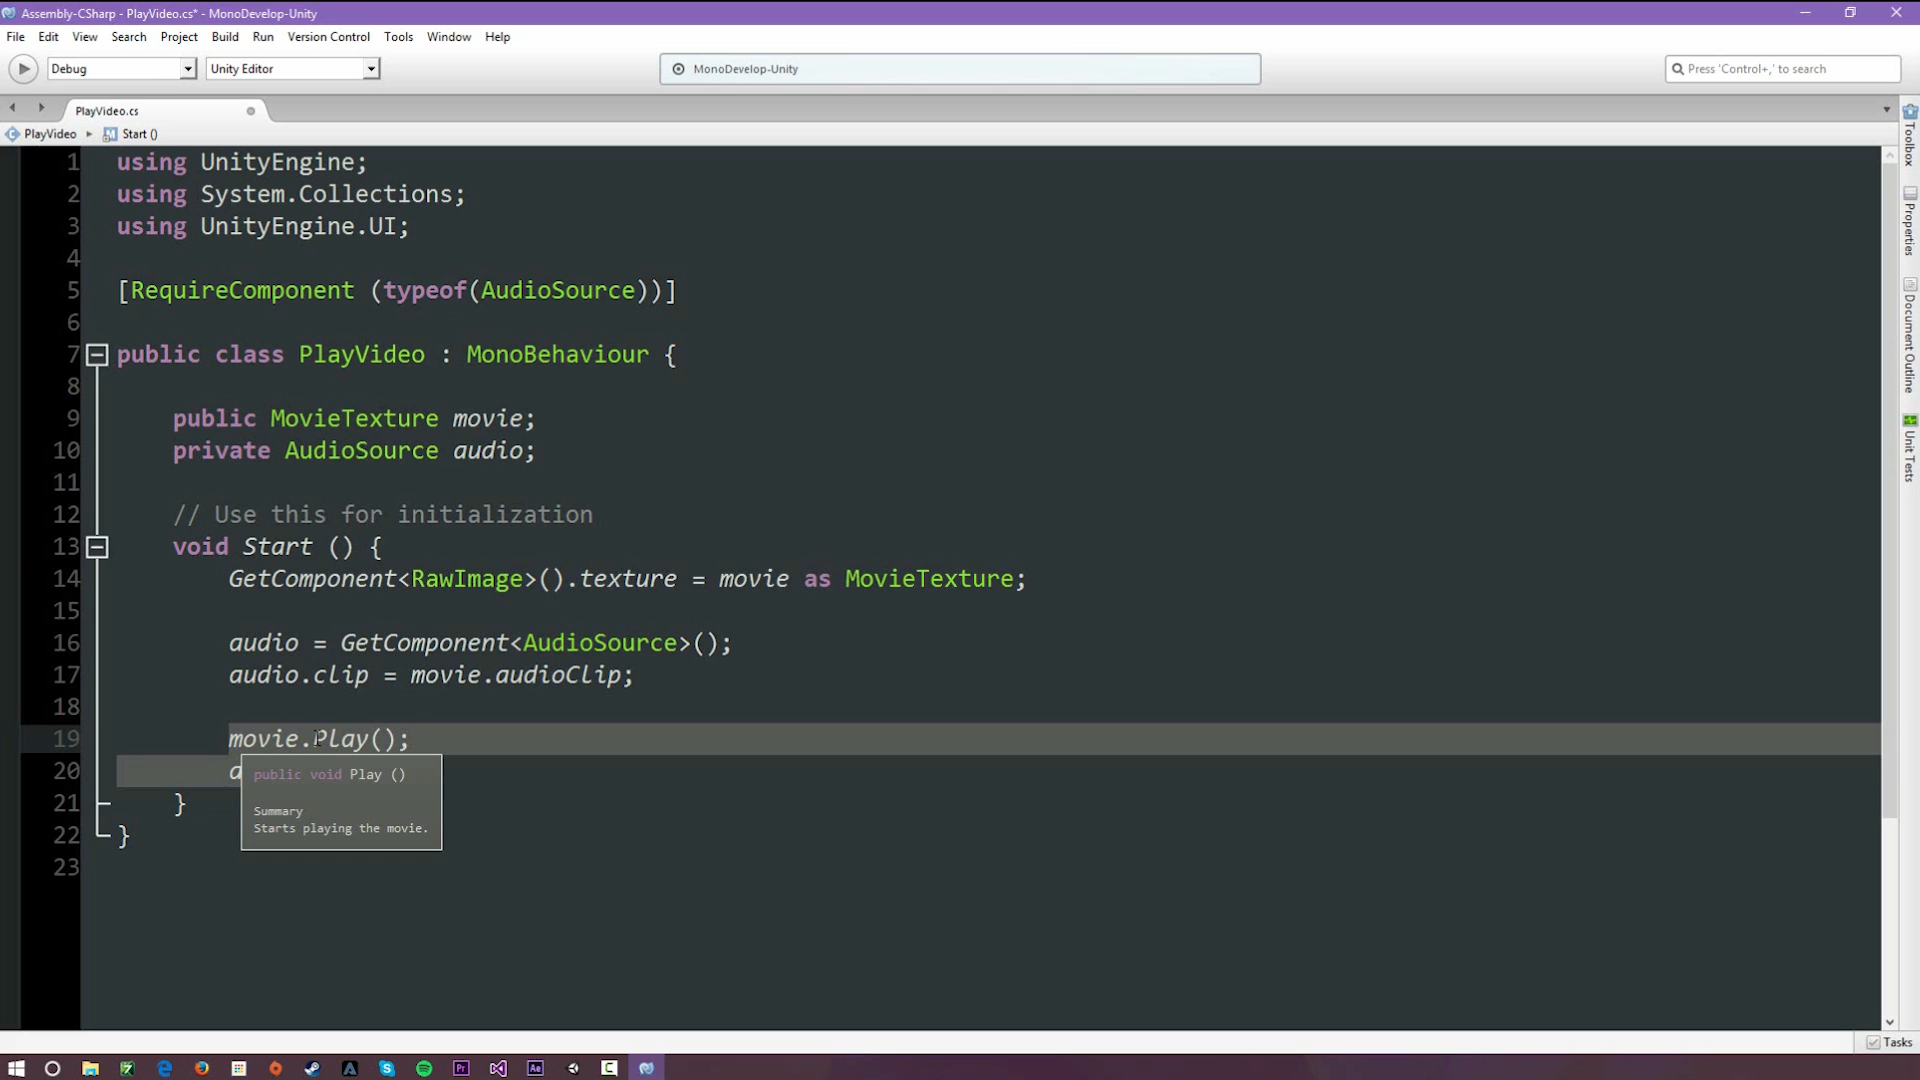 Assembly-CSharp - PlayVideo.cs* - MonoDevelop-Unity
File Edit View Search Project Build Run Version Control Tools Window Help
Debug Unity Editor MonoDevelop-Unity Press 'Control+,' to search
PlayVideo.cs
PlayVideo Start ()
1 using UnityEngine;
2 using System.Collections;
3 using UnityEngine.UI;
4
5 [RequireComponent (typeof(AudioSource))]
6
7 public class PlayVideo : MonoBehaviour {
8
9 public MovieTexture movie;
10 private AudioSource audio;
11
12 // Use this for initialization
13 void Start () {
14 GetComponent<RawImage>().texture = movie as MovieTexture;
15
16 audio = GetComponent<AudioSource>();
17 audio.clip = movie.audioClip;
18
19 movie.Play();
20 a
21 }
22 }
23
public void Play ()
Summary
Starts playing the movie.
Toolbox
Properties
Document Outline
Unit Tests
Tasks
Pr
Ae